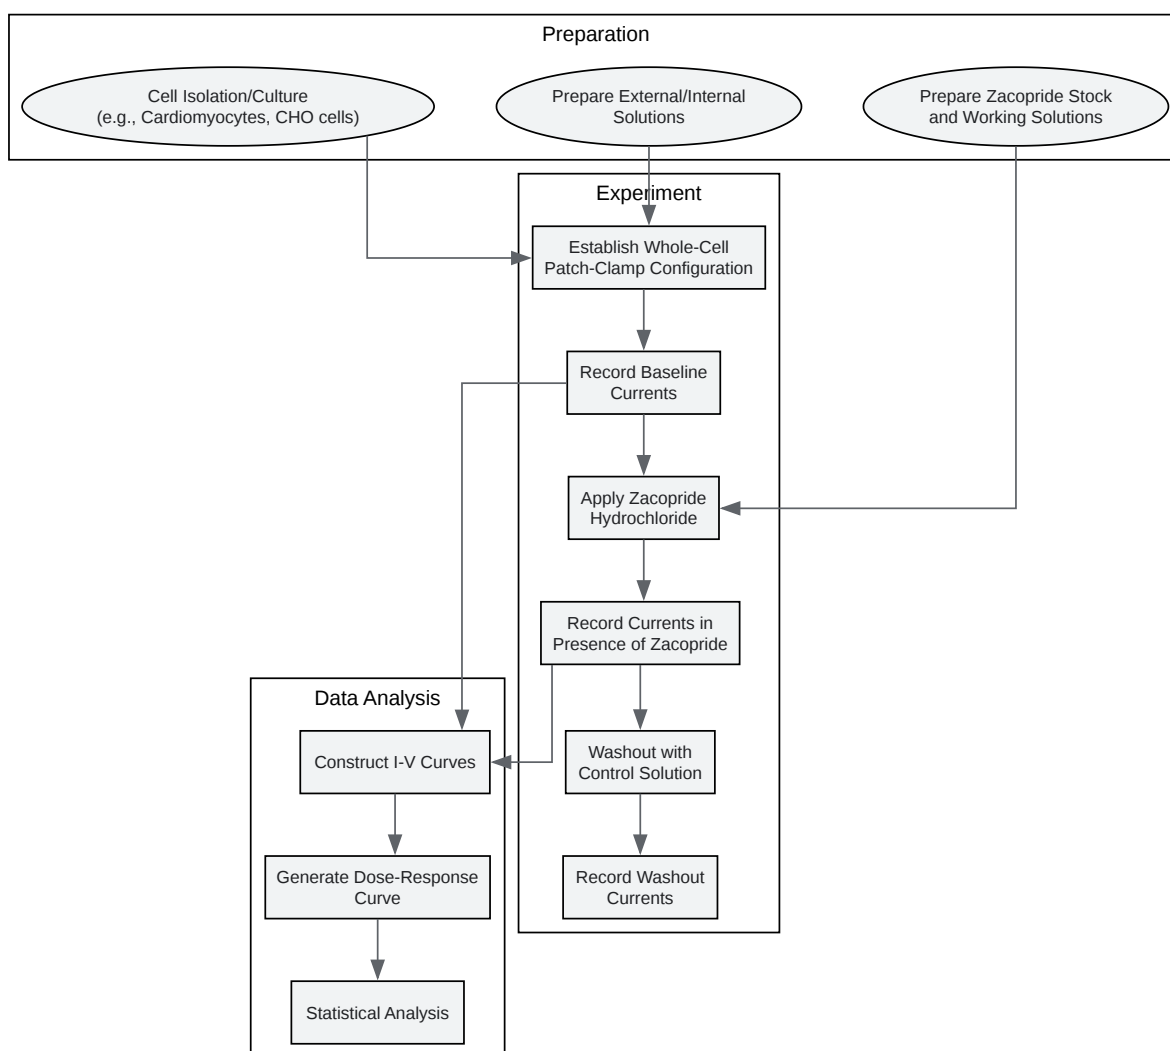 Preparation
Cell Isolation/Culture
(e.g., Cardiomyocytes, CHO cells)
Prepare External/Internal
Solutions
Prepare Zacopride Stock
and Working Solutions
Experiment
Establish Whole-Cell
Patch-Clamp Configuration
Record Baseline
Currents
Apply Zacopride
Hydrochloride
Record Currents in
Presence of Zacopride
Washout with
Control Solution
Record Washout
Currents
Data Analysis
Construct I-V Curves
Generate Dose-Response
Curve
Statistical Analysis